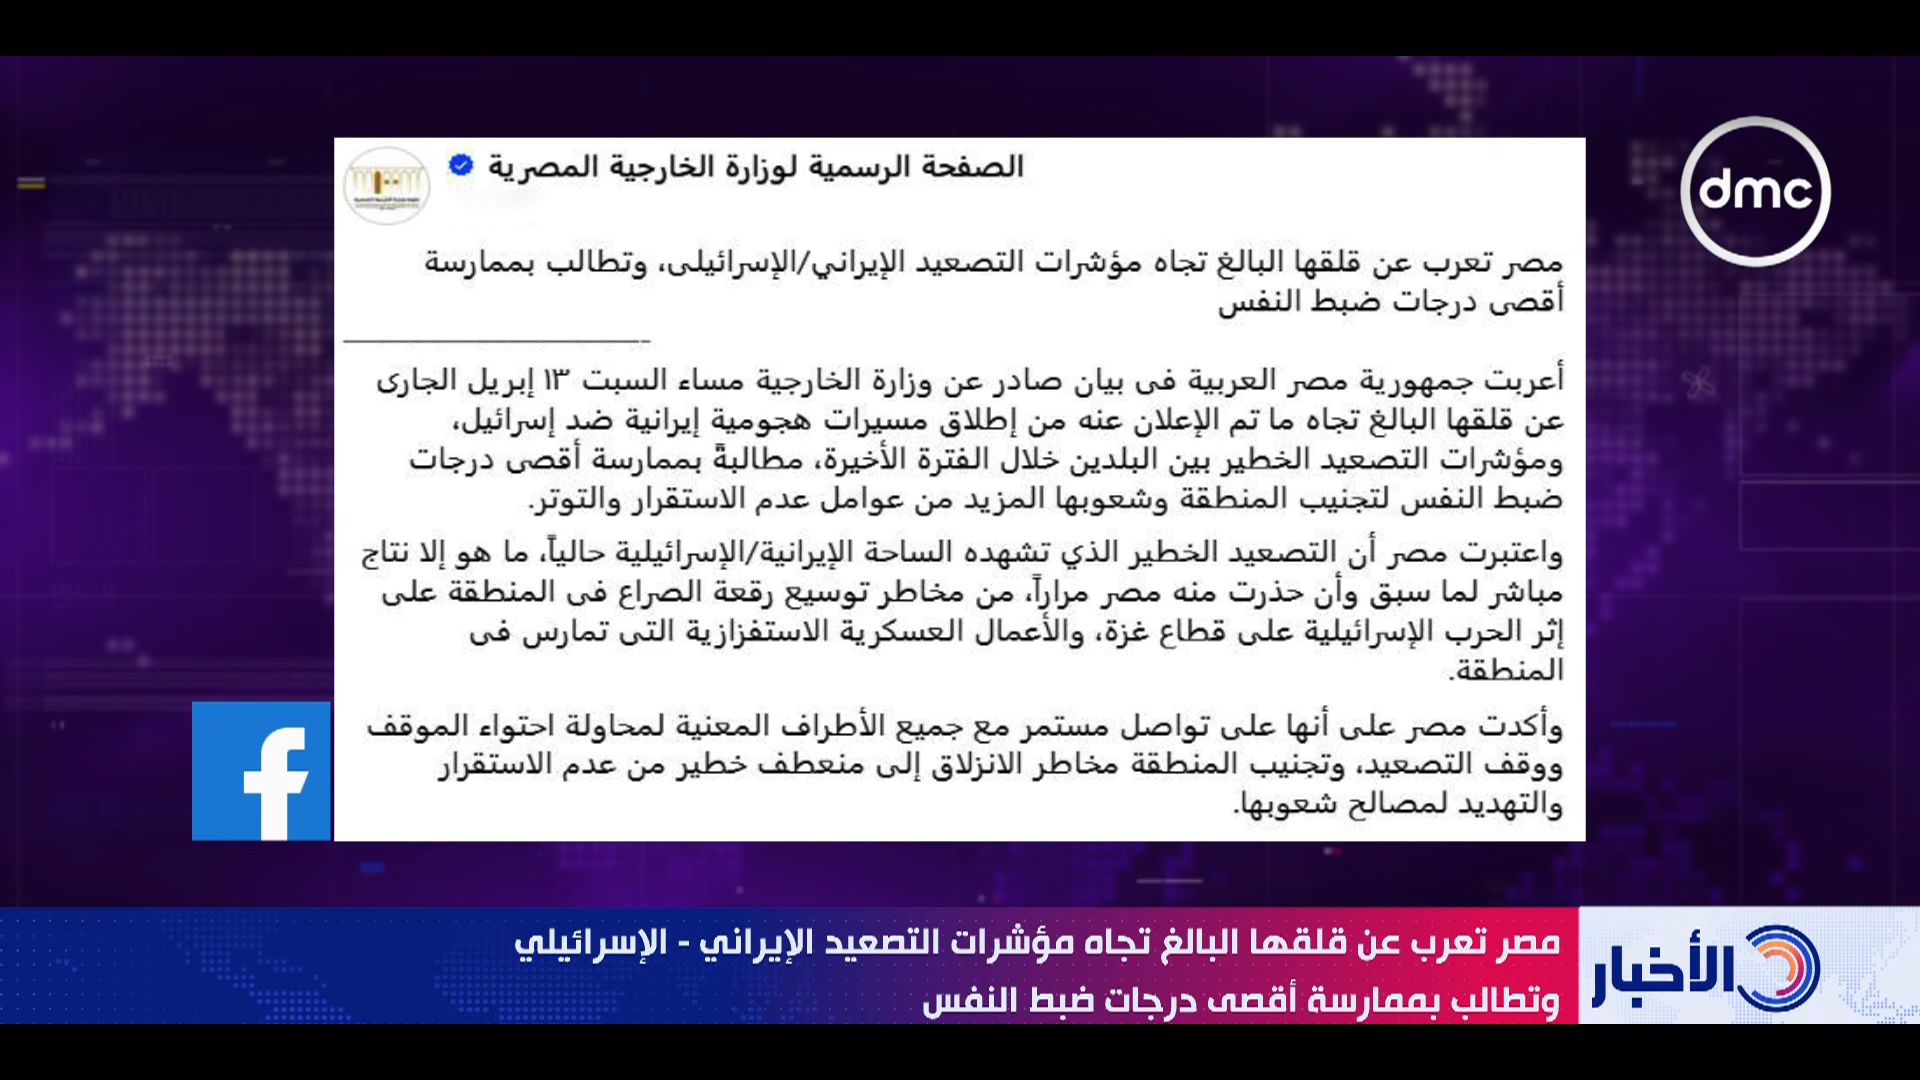 dmc
الصفحة الرسمية لوزارة الخارجية المصرية
مصر تعرب عن قلقها البالغ تجاه مؤشرات التصعيد الإيراني/الإسرائيلى، وتطالب بممارسة
أقصى درجات ضبط النفس
أعربت جمهورية مصر العربية فى بيان صادر عن وزارة الخارجية مساء السبت ١٣ إبريل الجارى
عن قلقها البالغ تجاه ما تم الإعلان عنه من إطلاق مسيرات هجومية إيرانية ضد إسرائيل،
ومؤشرات التصعيد الخطير بين البلدين خلال الفترة الأخيرة، مطالبةً بممارسة أقصى درجات
ضبط النفس لتجنيب المنطقة وشعوبها المزيد من عوامل عدم الاستقرار والتوتر.
واعتبرت مصر أن التصعيد الخطير الذي تشهده الساحة الإيرانية/الإسرائيلية حالياً، ما هو إلا نتاج
مباشر لما سبق وأن حذرت منه مصر مراراً، من مخاطر توسيع رقعة الصراع فى المنطقة على
إثر الحرب الإسرائيلية على قطاع غزة، والأعمال العسكرية الاستفزازية التى تمارس فى
المنطقة.
وأكدت مصر على أنها على تواصل مستمر مع جميع الأطراف المعنية لمحاولة احتواء الموقف
ووقف التصعيد، وتجنيب المنطقة مخاطر الانزلاق إلى منعطف خطير من عدم الاستقرار
والتهديد لمصالح شعوبها.
مصر تعرب عن قلقها البالغ تجاه مؤشرات التصعيد الإيراني - الإسرائيلي
وتطالب بممارسة أقصى درجات ضبط النفس
الأخبار